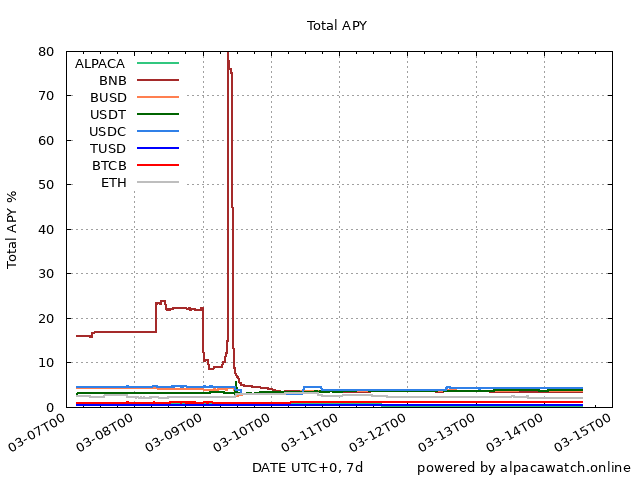 Total APY
80
70
60
50
40
30
20
10
0
Total APY %
ALPACA
BNB
BUSD
USDT
USDC
TUSD
BTCB
ETH
03-07T00
03-08T00
03-09T00
03-10T00
03-11T00
03-12T00
03-13T00
03-14T00
03-15T00
DATE UTC+0, 7d
powered by alpacawatch.online